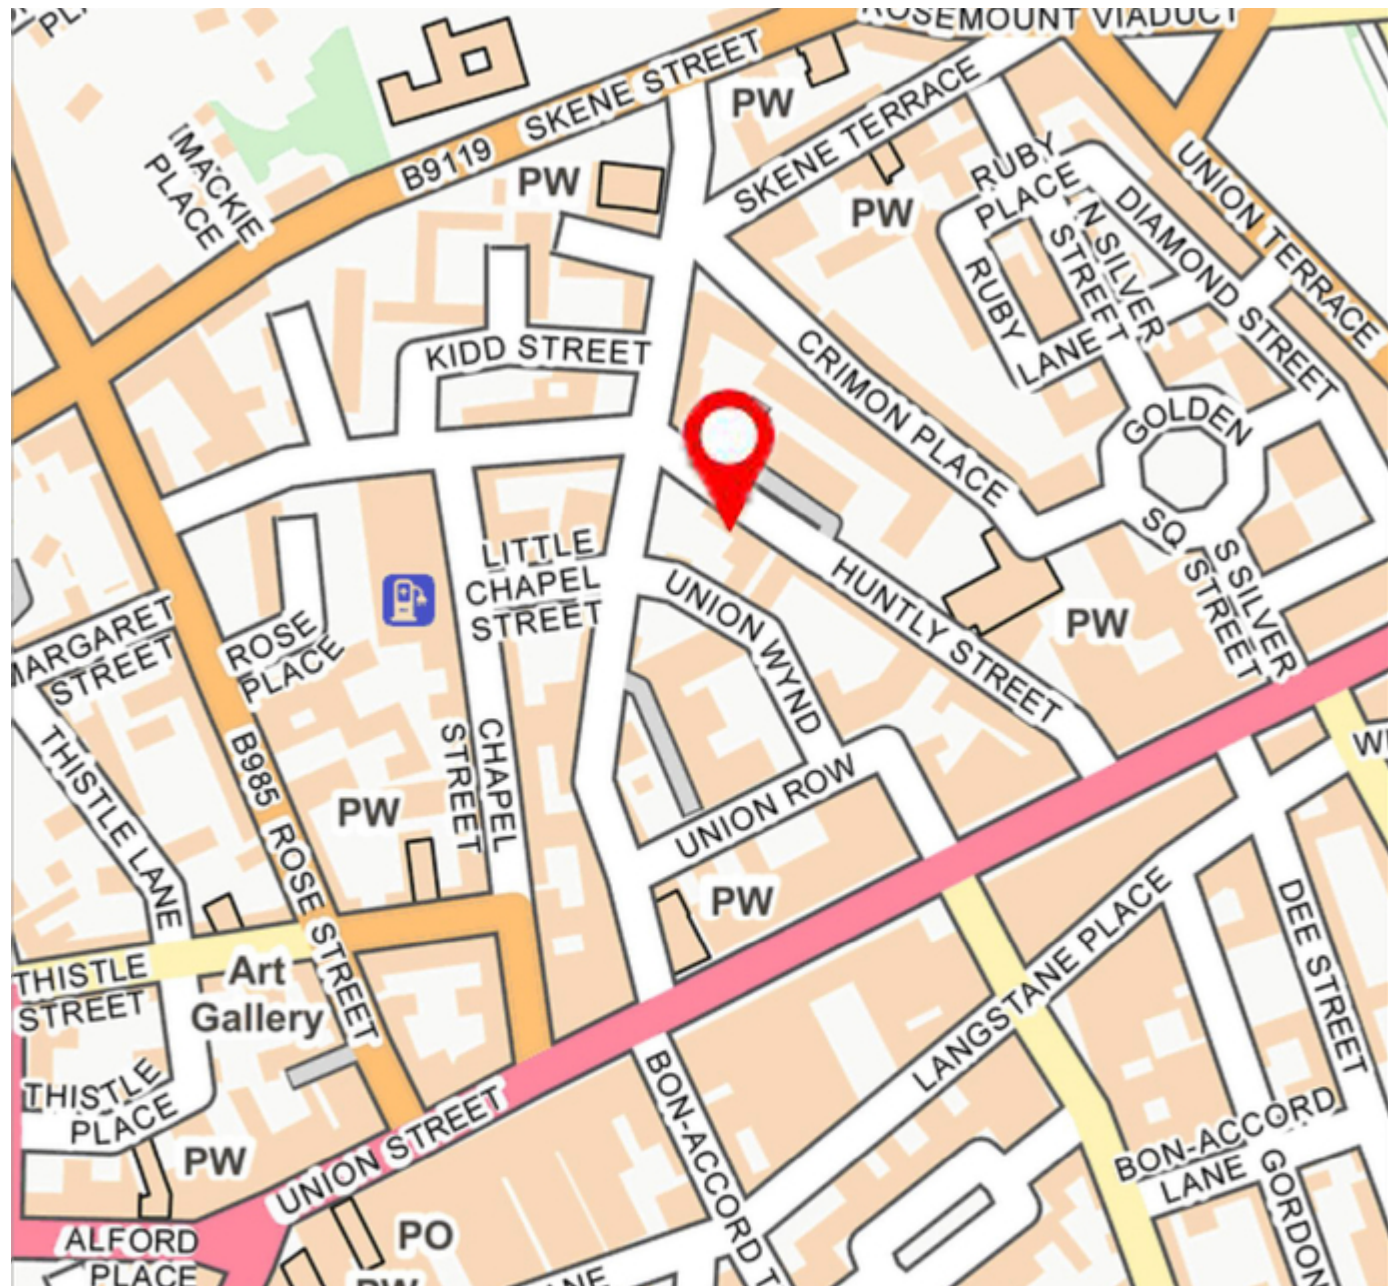 ROSEMOUNT VIADUCT
SKENE STREET
B9119
PW
SKENE TERRACE
PW
PW
MACKIE
PLACE
RUBY
PLACE
N SILVER
STREET
DIAMOND STREET
UNION TERRACE
RUBY
LANE
KIDD STREET
CRIMON PLACE
GOLDEN
SQ
S SILVER
STREET
LITTLE
CHAPEL
STREET
UNION WYND
HUNTLY STREET
PW
MARGARET
STREET
ROSE
PLACE
THISTLE LANE
B985
ROSE STREET
CHAPEL
STREET
PW
UNION ROW
PW
LANGSTANE PLACE
DEE STREET
THISTLE
STREET
Art
Gallery
THISTLE
PLACE
PW
UNION STREET
BON-ACCORD T
BON-ACCORD
LANE
GORDON
ALFORD
PLACE
PO
PW